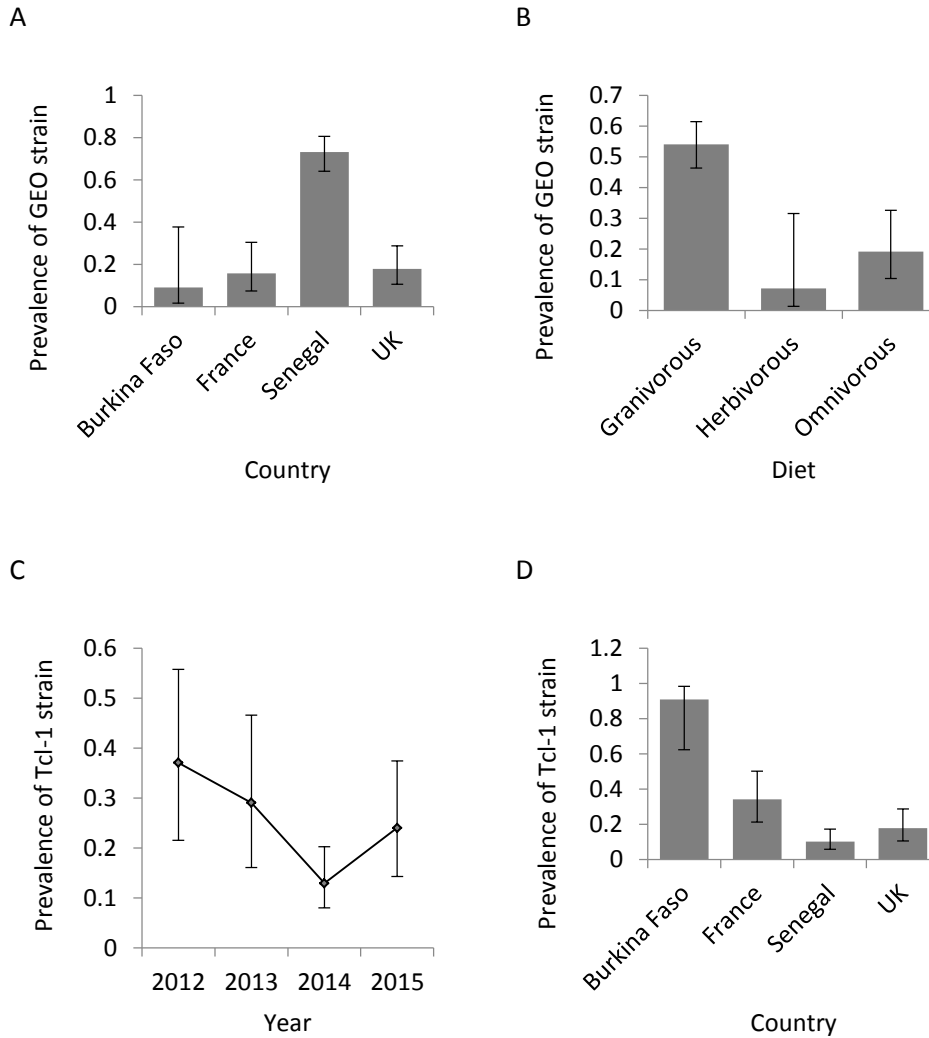 A
Prevalence of GEO strain
1
0.8
0.6
0.4
0.2
0
Burkina Faso
France
Senegal
UK
Country
B
Prevalence of GEO strain
0.7
0.6
0.5
0.4
0.3
0.2
0.1
0
Granivorous
Herbivorous
Omnivorous
Diet
C
Prevalence of Tcl-1 strain
0.6
0.5
0.4
0.3
0.2
0.1
0
2012 2013 2014 2015
Year
D
Prevalence of Tcl-1 strain
1.2
1
0.8
0.6
0.4
0.2
0
Burkina Faso
France
Senegal
UK
Country